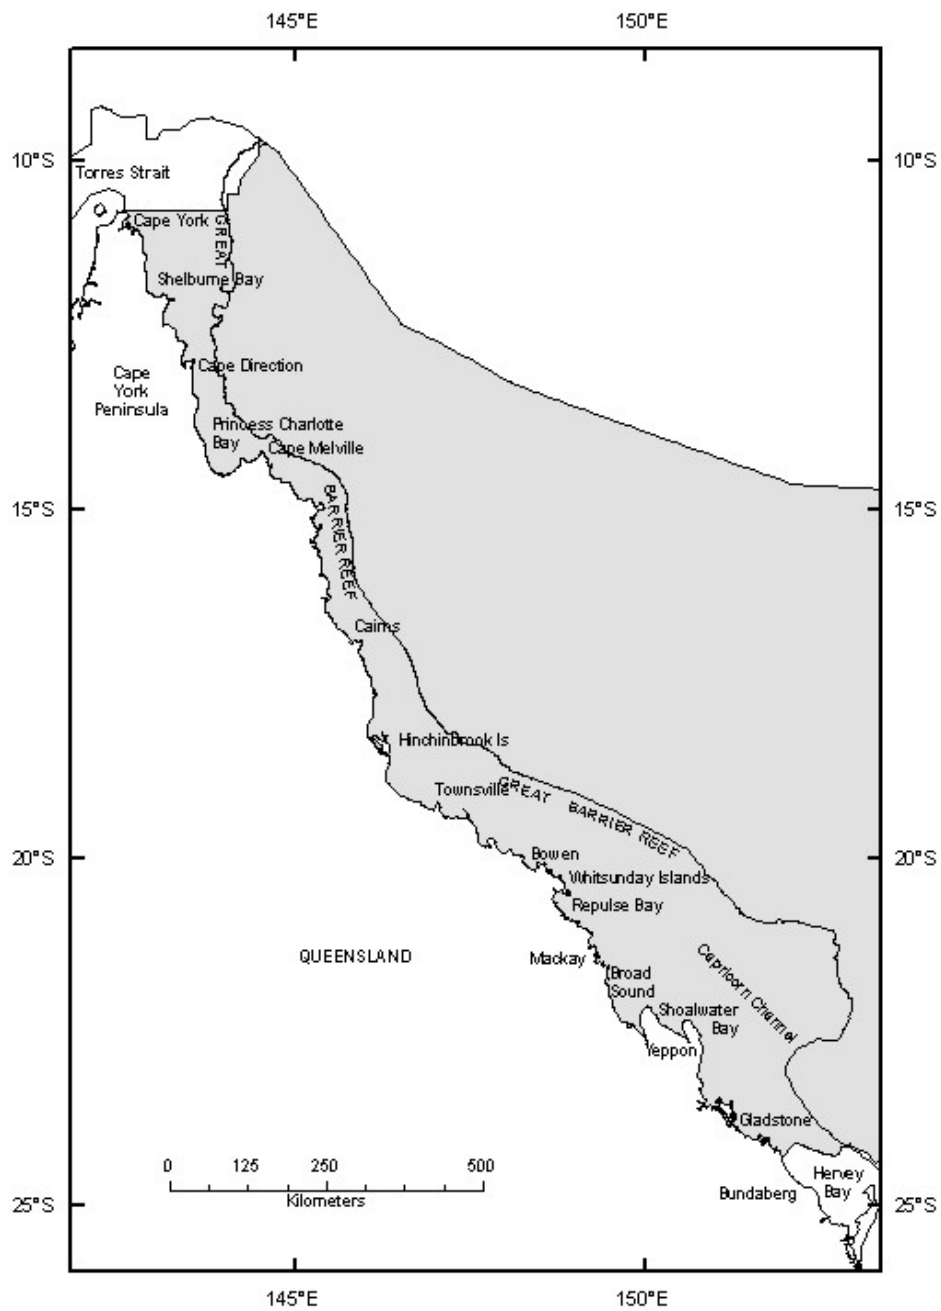 145°E 150°E
10°S 10°S
Torres Strait
Cape York
GREAT
Shelburne Bay
Cape Direction
Cape
York
Peninsula
Princess Charlotte
Bay
Cape Melville
15°S 15°S
BARRIER REEF
Cairns
Hinchinbrook Is
Townsville
GREAT BARRIER REEF
20°S 20°S
Bowen
Whitsunday Islands
Repulse Bay
QUEENSLAND
Mackay
Capricorn Channel
Broad
Sound
Shoalwater
Bay
Yeppon
Gladstone
0 125 250 500
Kilometers
Hervey
Bay
Bundaberg
25°S 25°S
145°E 150°E